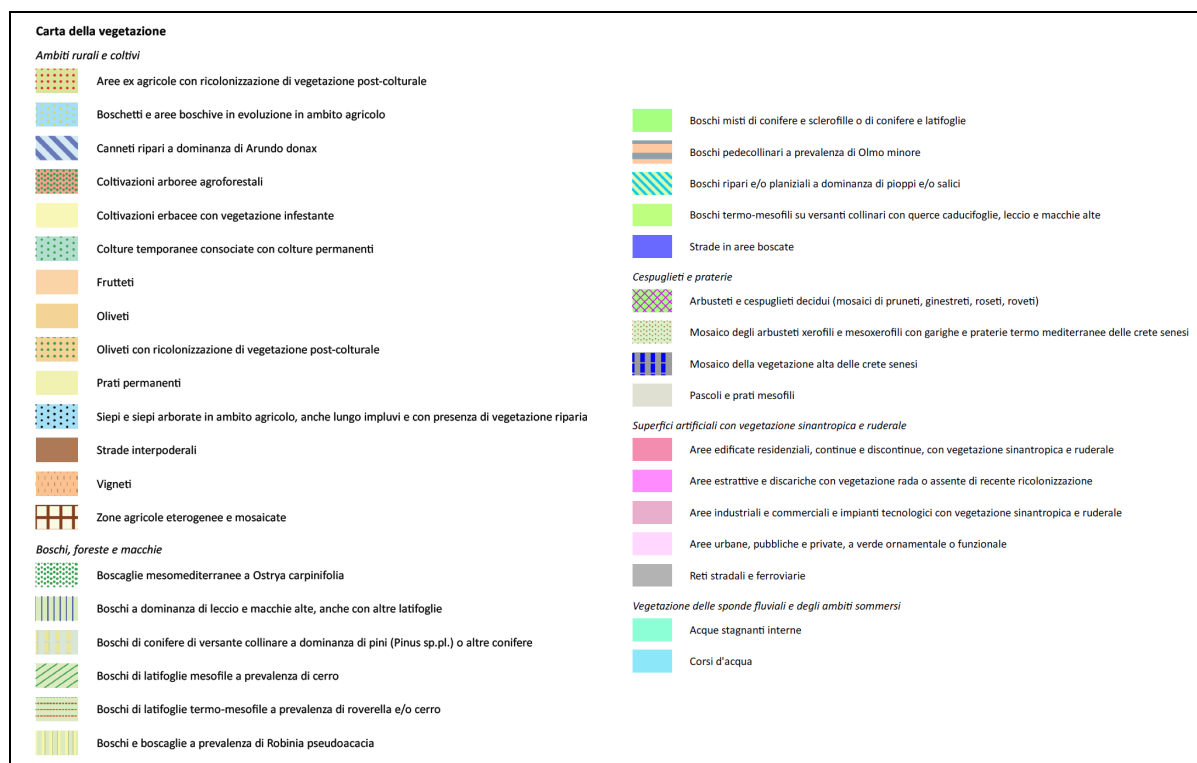 Carta della vegetazione
Ambiti rurali e coltivi
Aree ex agricole con ricolonizzazione di vegetazione post-colturale
Boschetti e aree boschive in evoluzione in ambito agricolo
Canneti ripari a dominanza di Arundo donax
Coltivazioni arboree agroforestali
Coltivazioni erbacee con vegetazione infestante
Colture temporanee consociate con colture permanenti
Frutteti
Oliveti
Oliveti con ricolonizzazione di vegetazione post-colturale
Prati permanenti
Siepi e siepi arborate in ambito agricolo, anche lungo impluvi e con presenza di vegetazione riparia
Strade interpoderali
Vigneti
Zone agricole eterogenee e mosaicate
Boschi, foreste e macchie
Boscaglie mesomediterranee a Ostrya carpinifolia
Boschi a dominanza di leccio e macchie alte, anche con altre latifoglie
Boschi di conifere di versante collinare a dominanza di pini (Pinus sp.pl.) o altre conifere
Boschi di latifoglie mesofile a prevalenza di cerro
Boschi di latifoglie termo-mesofile a prevalenza di roverella e/o cerro
Boschi e boscaglie a prevalenza di Robinia pseudoacacia
Boschi misti di conifere e sclerofille o di conifere e latifoglie
Boschi pedecollinari a prevalenza di Olmo minore
Boschi ripari e/o planiziali a dominanza di pioppi e/o salici
Boschi termo-mesofili su versanti collinari con querce caducifoglie, leccio e macchie alte
Strade in aree boscate
Cespuglieti e praterie
Arbusteti e cespuglieti decidui (mosaici di pruneti, ginestreti, roseti, roveti)
Mosaico degli arbusteti xerofili e mesoxerofili con garighe e praterie termo mediterranee delle crete senesi
Mosaico della vegetazione alta delle crete senesi
Pascoli e prati mesofili
Superfici artificiali con vegetazione sinantropica e ruderale
Aree edificate residenziali, continue e discontinue, con vegetazione sinantropica e ruderale
Aree estrattive e discariche con vegetazione rada o assente di recente ricolonizzazione
Aree industriali e commerciali e impianti tecnologici con vegetazione sinantropica e ruderale
Aree urbane, pubbliche e private, a verde ornamentale o funzionale
Reti stradali e ferroviarie
Vegetazione delle sponde fluviali e degli ambiti sommersi
Acque stagnanti interne
Corsi d'acqua